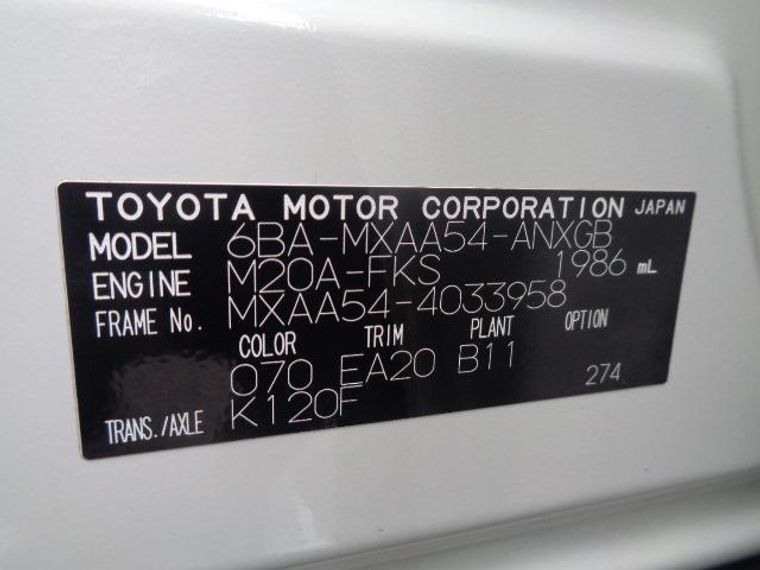 TOYOTA MOTOR CORPORATION JAPAN
MODEL 6BA-MXAA54-ANXGB
ENGINE M20A-FKS 1986 mL
FRAME No. MXAA54-4033958
COLOR TRIM PLANT OPTION
070 EA20 B11 274
TRANS./AXLE K120F